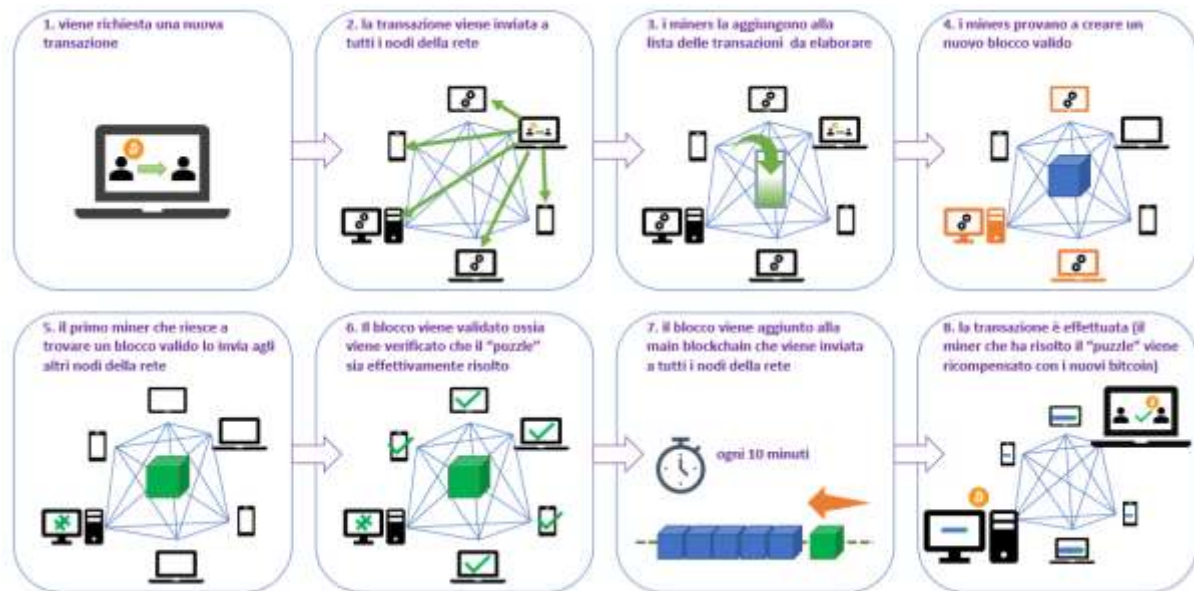 1. viene richiesta una nuova
transazione
2. la transazione viene inviata a
tutti i nodi della rete
3. i miners la aggiungono alla
lista delle transazioni da elaborare
4. i miners provano a creare un
nuovo blocco valido
5. il primo miner che riesce a
trovare un blocco valido lo invia agli
altri nodi della rete
6. Il blocco viene validato ossia
viene verificato che il “puzzle”
sia effettivamente risolto
7. il blocco viene aggiunto alla
main blockchain che viene inviata
a tutti i nodi della rete
ogni 10 minuti
8. la transazione è effettuata (il
miner che ha risolto il “puzzle” viene
ricompensato con i nuovi bitcoin)